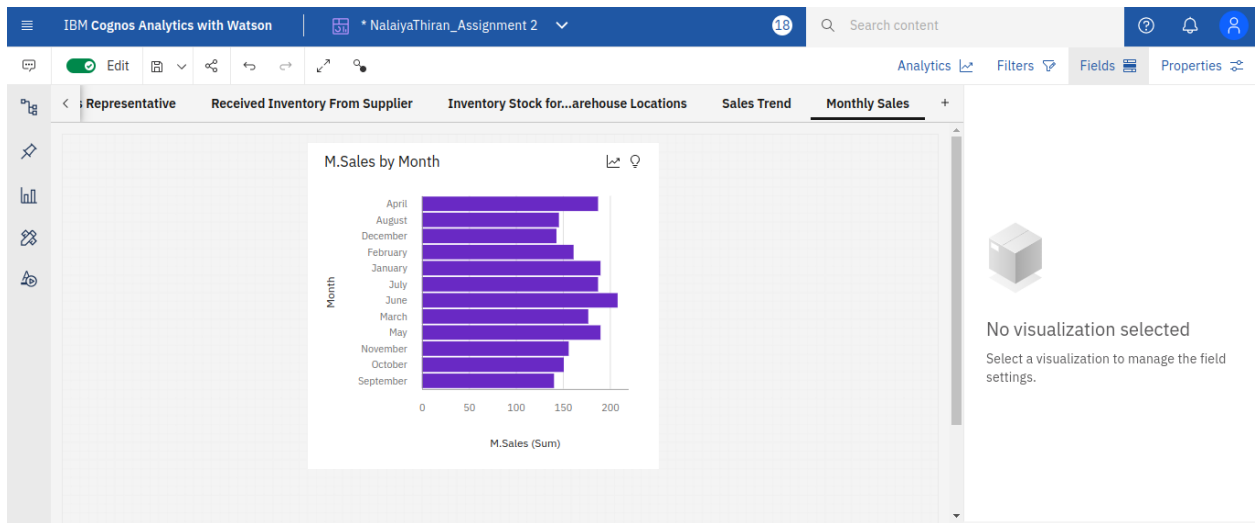 IBM Cognos Analytics with Watson
* NalaiyaThiran_Assignment 2
18
Search content
Edit
Analytics
Filters
Fields
Properties
Representative
Received Inventory From Supplier
Inventory Stock for...arehouse Locations
Sales Trend
Monthly Sales
+
M.Sales by Month
April
August
December
February
January
July
June
March
May
November
October
September
Month
0 50 100 150 200
M.Sales (Sum)
No visualization selected
Select a visualization to manage the field
settings.